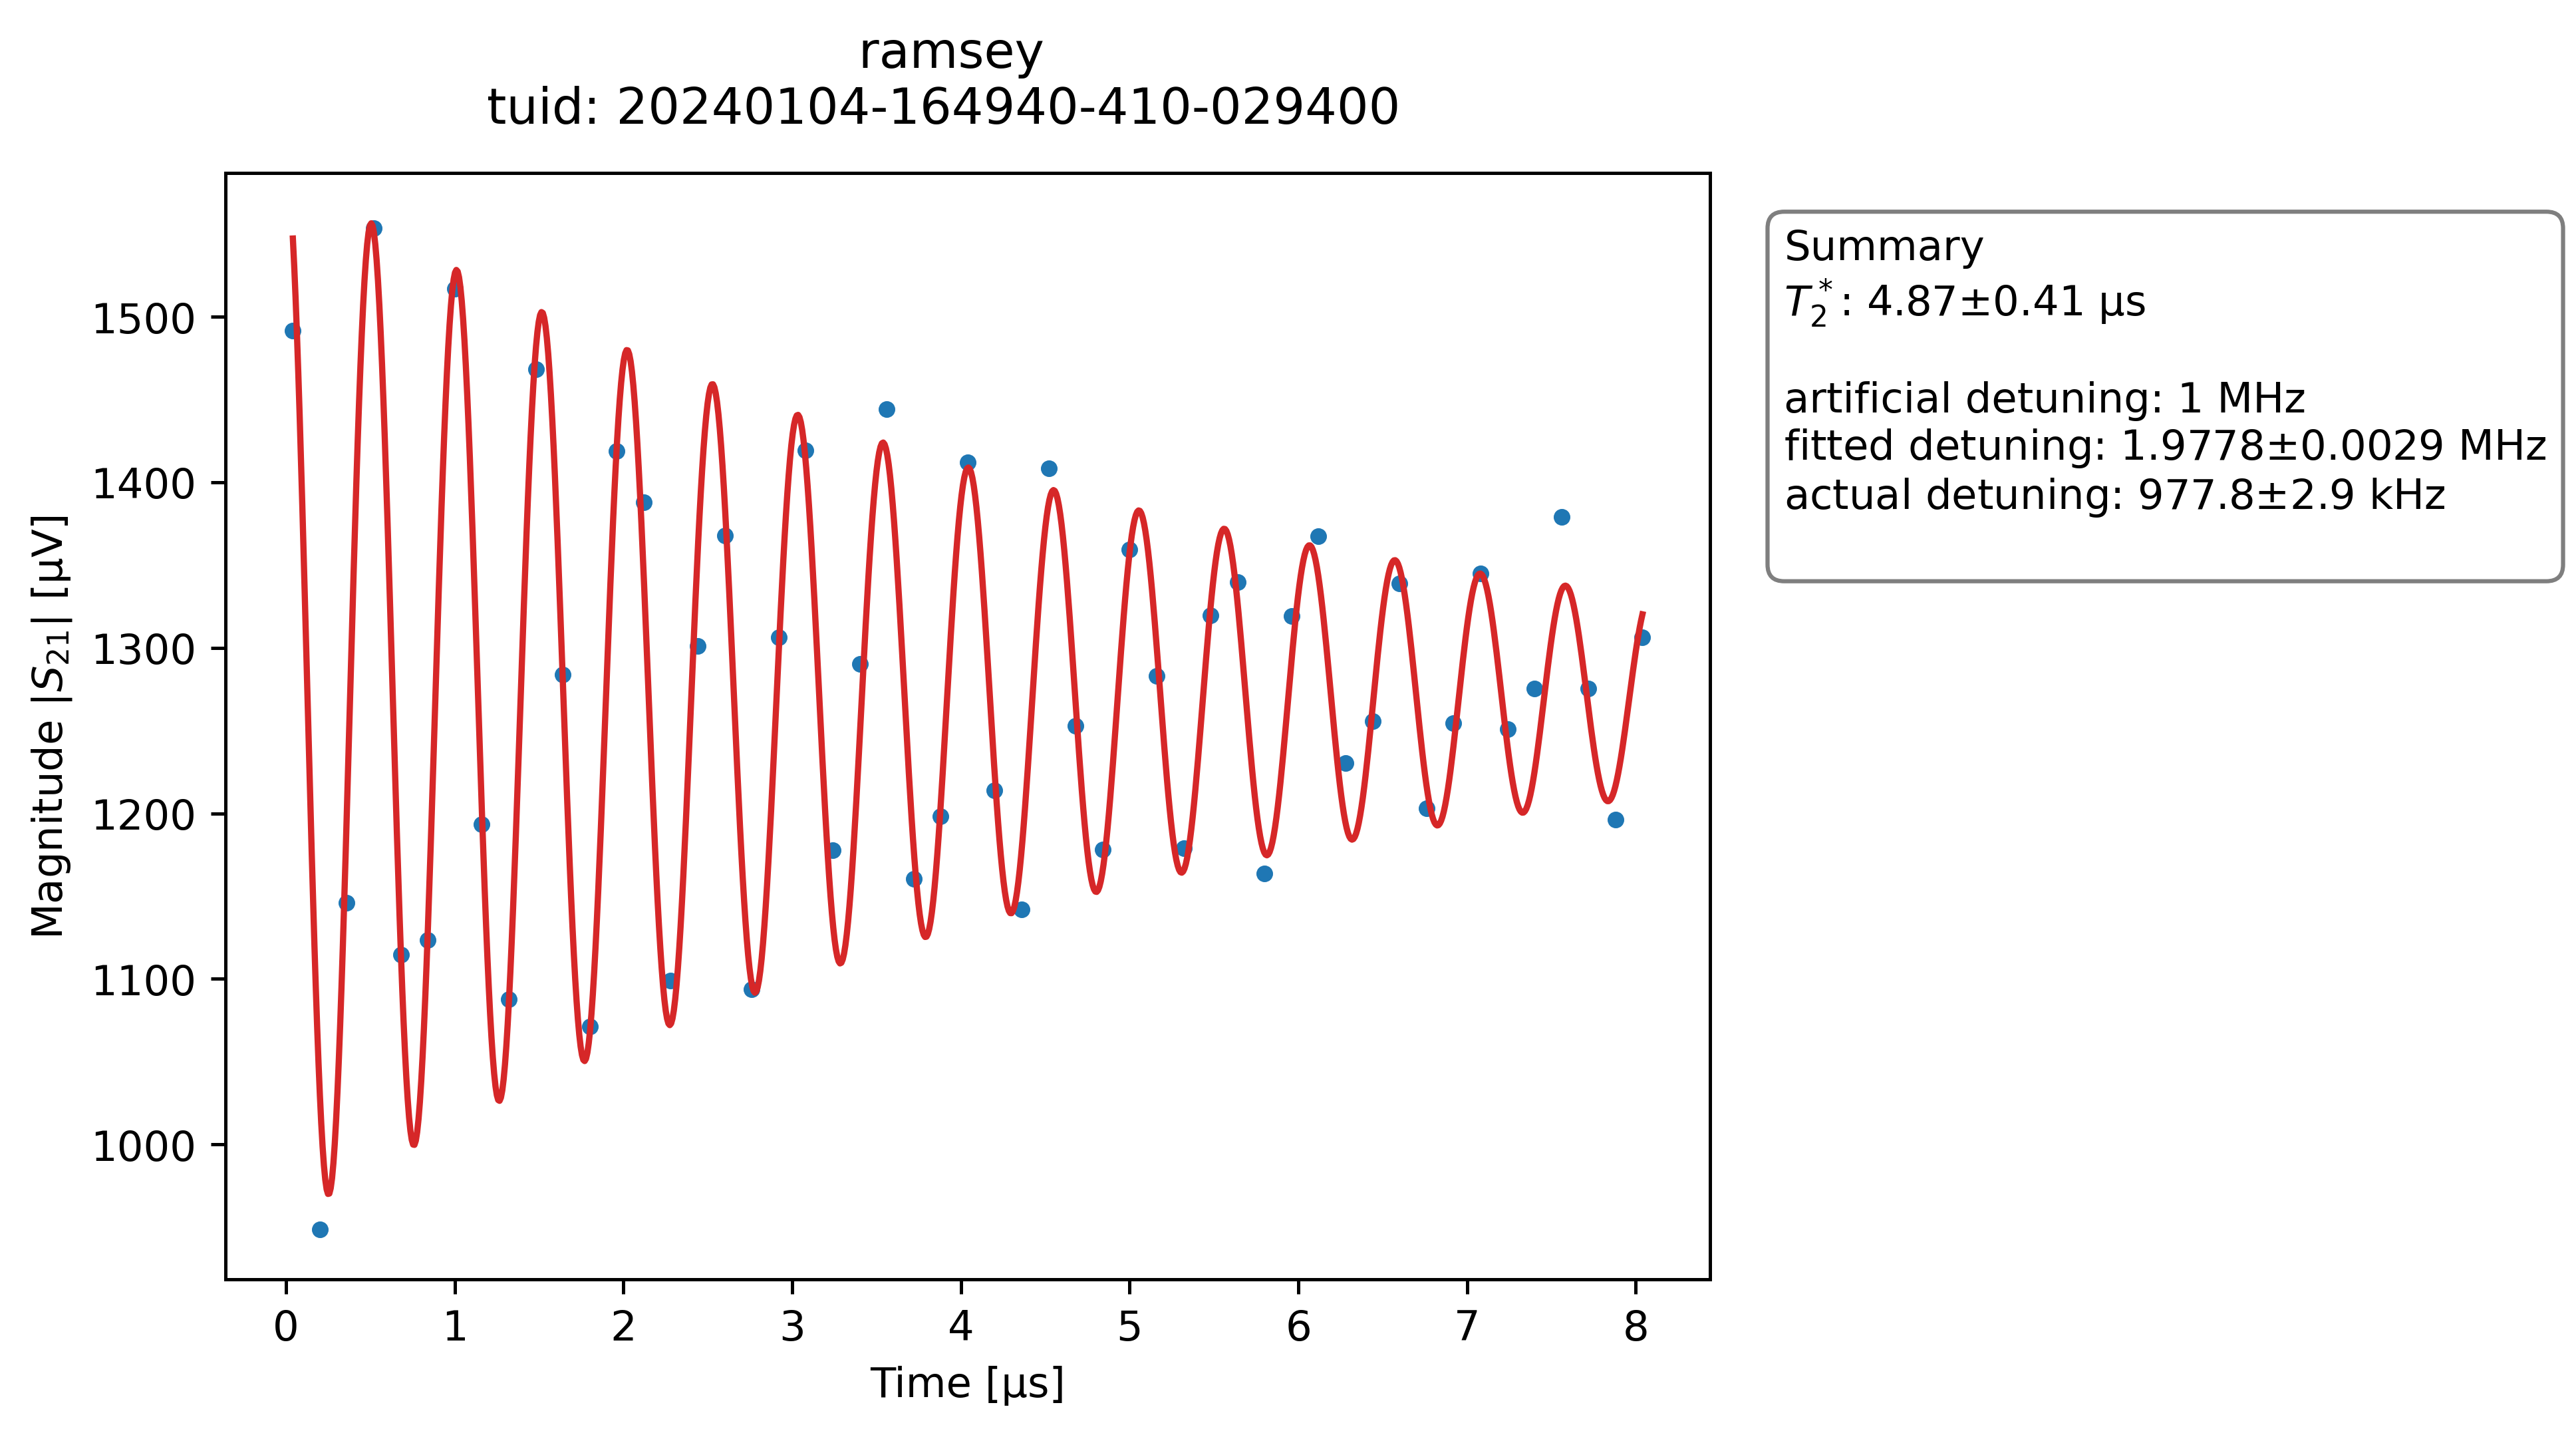 ramsey
tuid: 20240104-164940-410-029400
Magnitude |S₂₁| [µV]
1500
1400
1300
1200
1100
1000
0 1 2 3 4 5 6 7 8
Time [µs]
Summary
T₂*: 4.87±0.41 µs
artificial detuning: 1 MHz
fitted detuning: 1.9778±0.0029 MHz
actual detuning: 977.8±2.9 kHz